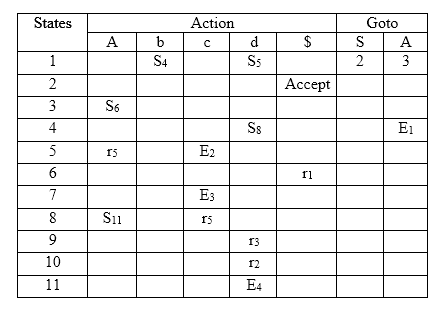 States Action Goto
A b c d $ S A
1 S4 S5 2 3
2 Accept
3 S6
4 S8 E1
5 r5 E2
6 r1
7 E3
8 S11 r5
9 r3
10 r2
11 E4